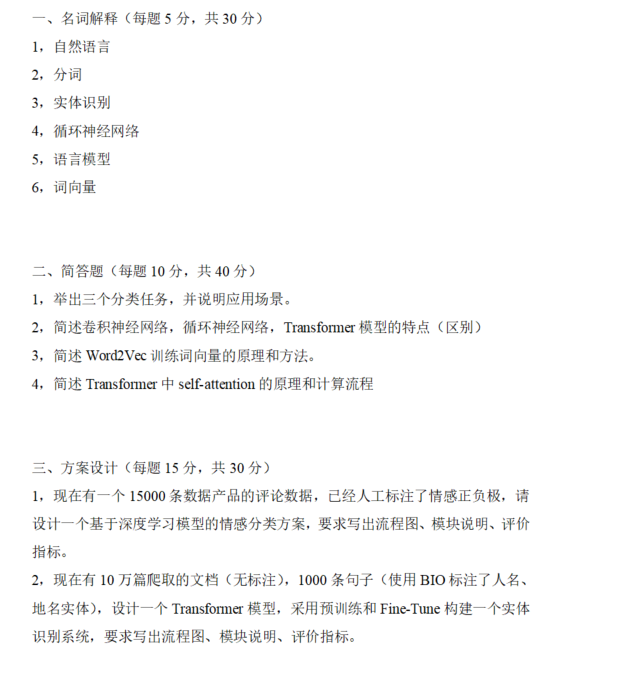 一、名词解释（每题 5 分，共 30 分）
1，自然语言
2，分词
3，实体识别
4，循环神经网络
5，语言模型
6，词向量
二、简答题（每题 10 分，共 40 分）
1，举出三个分类任务，并说明应用场景。
2，简述卷积神经网络，循环神经网络，Transformer 模型的特点（区别）
3，简述 Word2Vec 训练词向量的原理和方法。
4，简述 Transformer 中 self-attention 的原理和计算流程
三、方案设计（每题 15 分，共 30 分）
1，现在有一个 15000 条数据产品的评论数据，已经人工标注了情感正负极，请
设计一个基于深度学习模型的情感分类方案，要求写出流程图、模块说明、评价
指标。
2，现在有 10 万篇爬取的文档（无标注），1000 条句子（使用 BIO 标注了人名、
地名实体），设计一个 Transformer 模型，采用预训练和 Fine-Tune 构建一个实体
识别系统，要求写出流程图、模块说明、评价指标。